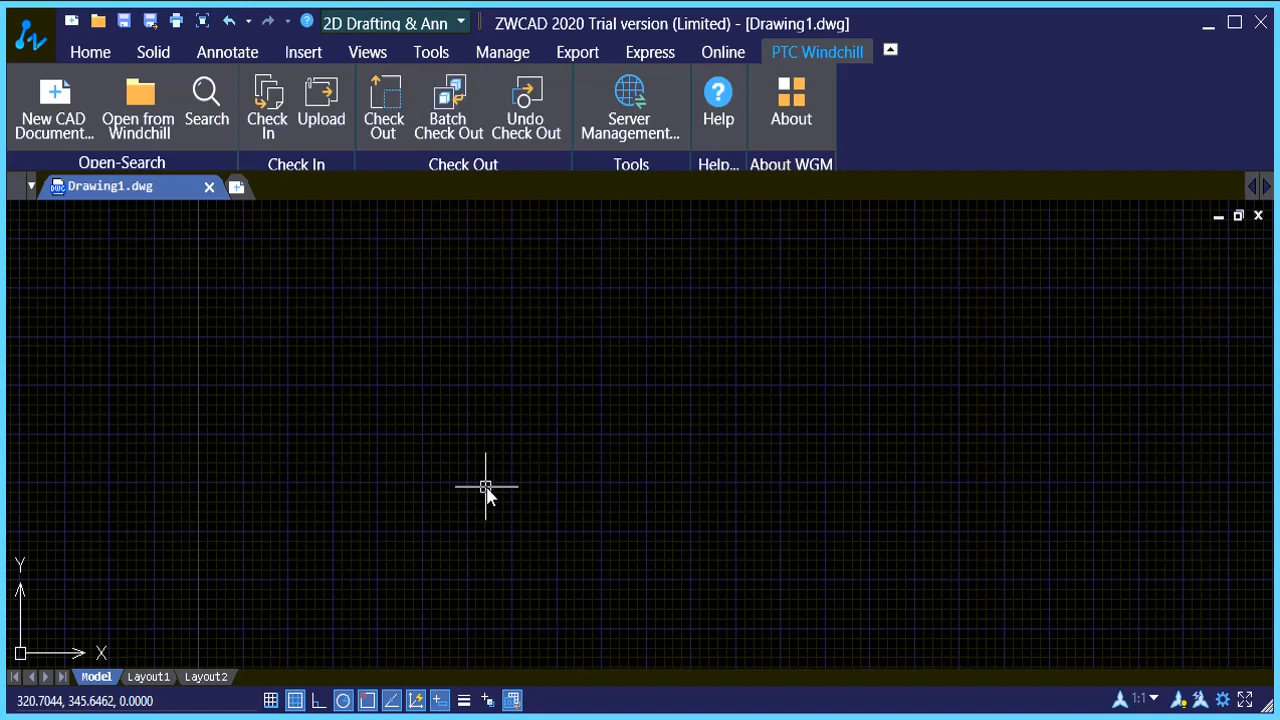 2D Drafting & Ann ZWCAD 2020 Trial version (Limited) - [Drawing1.dwg]
Home Solid Annotate Insert Views Tools Manage Export Express Online PTC Windchill
New CAD Document... Open from Windchill Search Check In Upload Check Out Batch Check Out Undo Check Out Server Management... Help About
Open-Search Check In Check Out Tools Help... About WGM
Drawing1.dwg
Y
X
Model Layout1 Layout2
320.7044, 345.6462, 0.0000 1:1